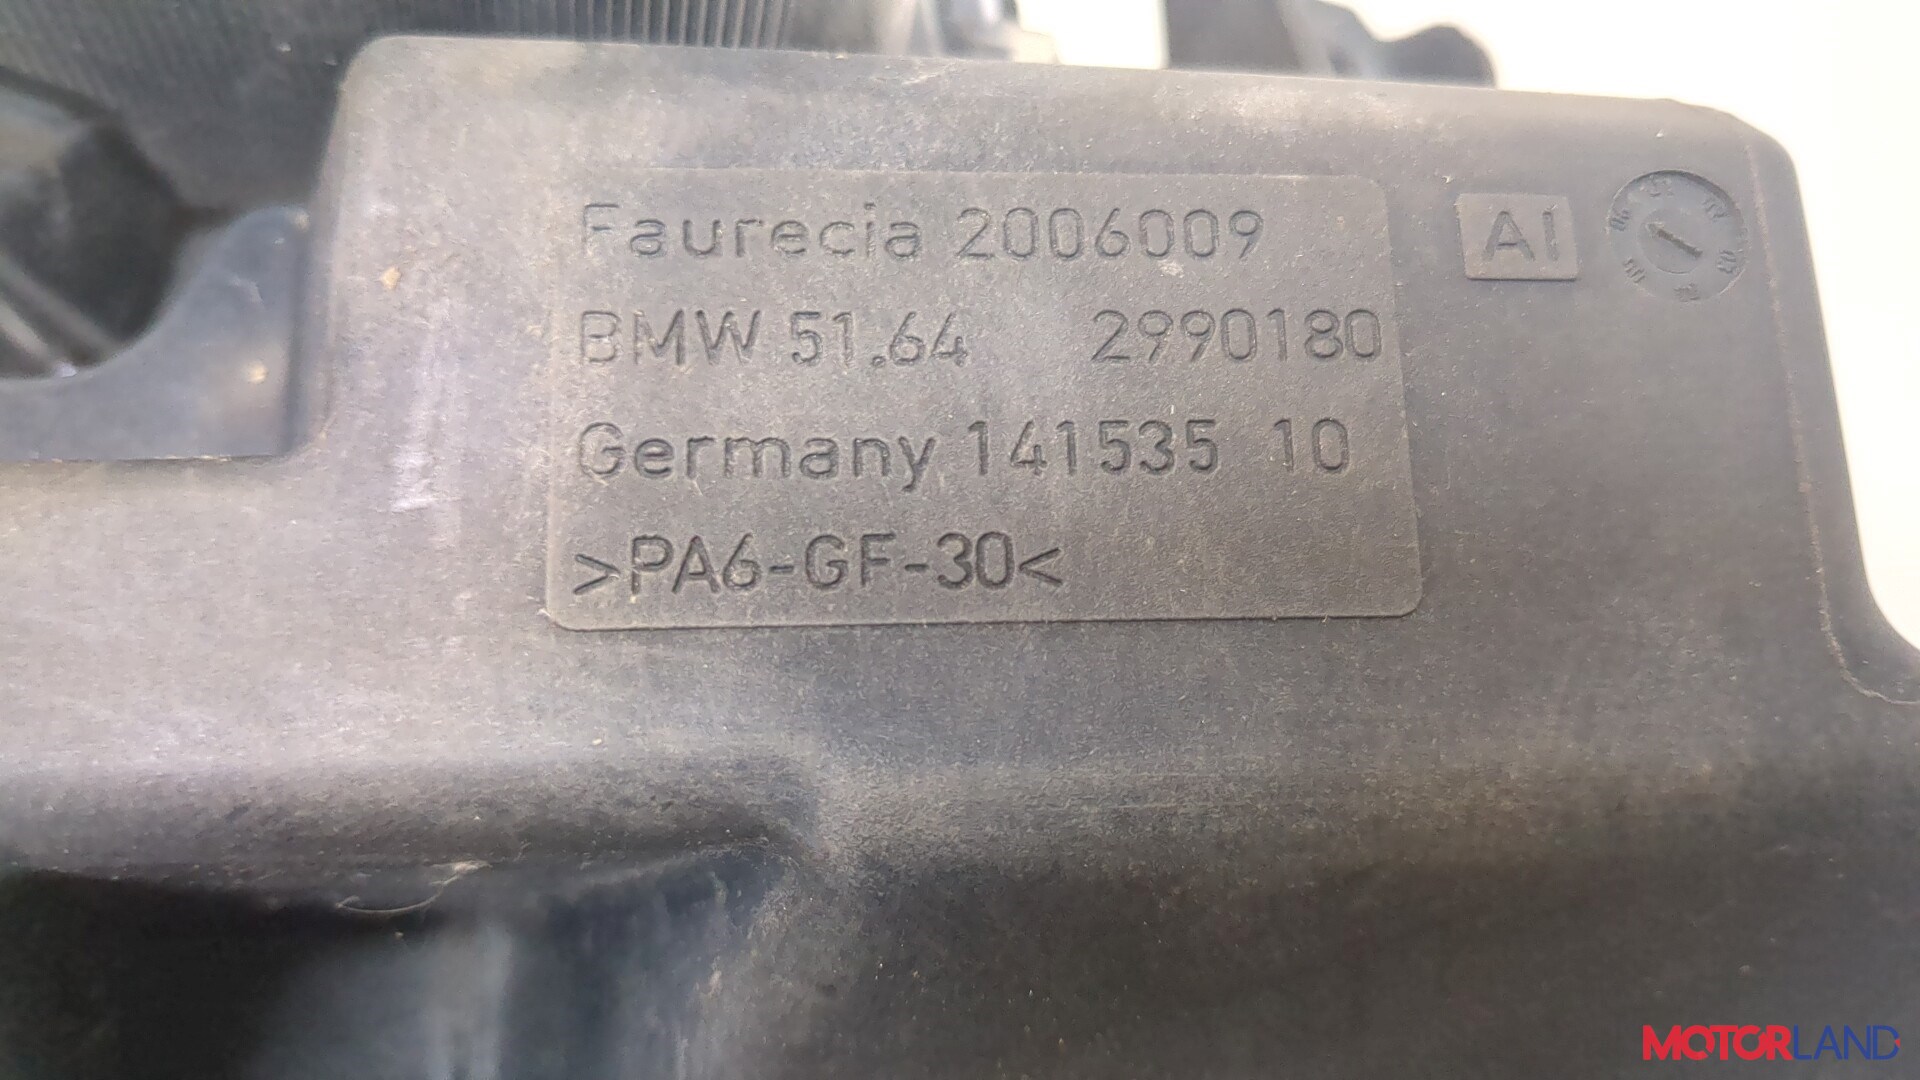 Faurecia 2006009
BMW 51.64 2990180
Germany 141535 10
>PA6-GF-30<
AI
MOTORLAND